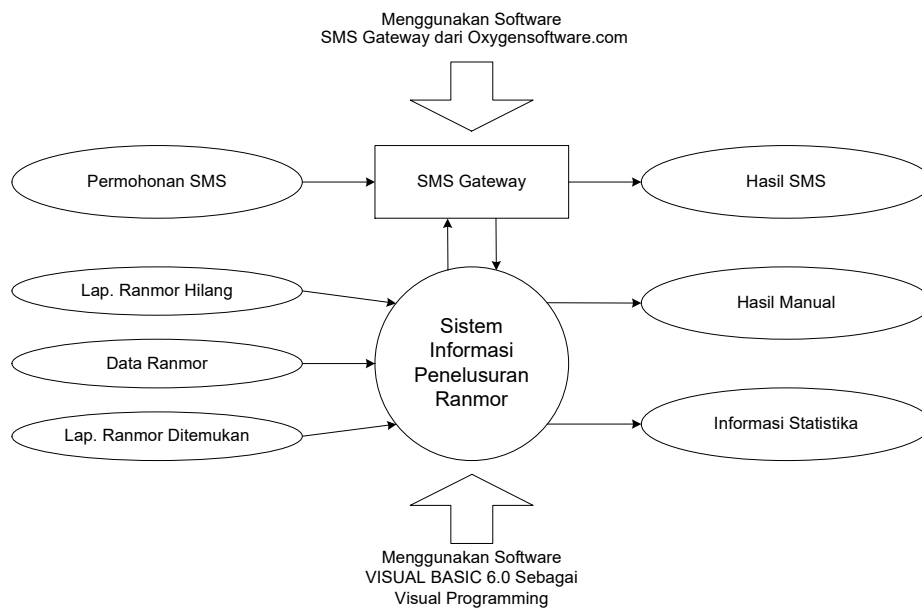 Menggunakan Software
SMS Gateway dari Oxygensoftware.com
Permohonan SMS
SMS Gateway
Hasil SMS
Lap. Ranmor Hilang
Data Ranmor
Lap. Ranmor Ditemukan
Sistem
Informasi
Penelusuran
Ranmor
Hasil Manual
Informasi Statistika
Menggunakan Software
VISUAL BASIC 6.0 Sebagai
Visual Programming